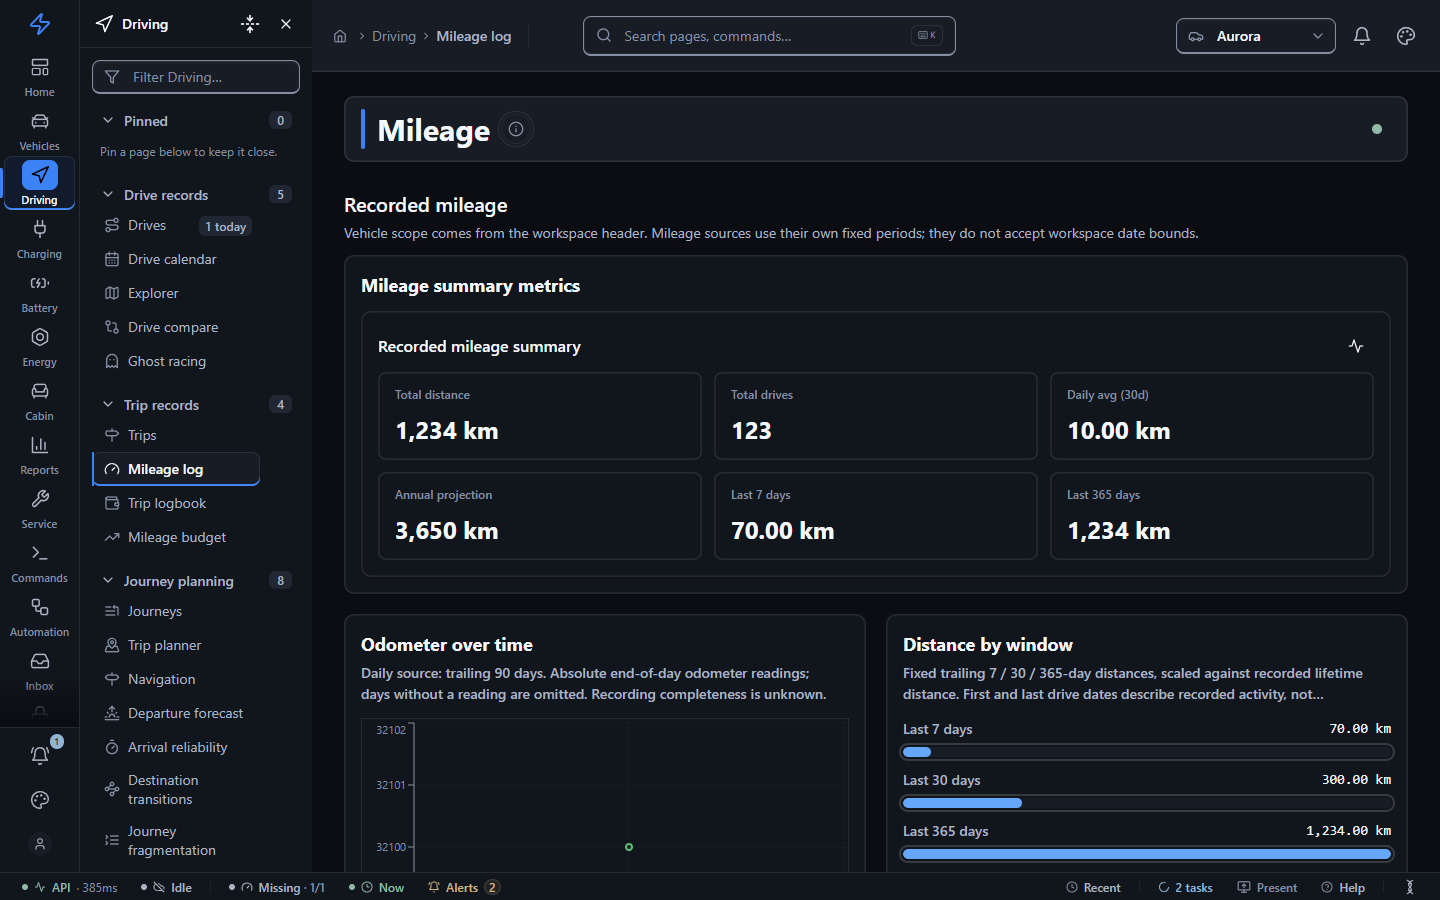 Home
Vehicles
Driving
Charging
Battery
Energy
Cabin
Reports
Service
Commands
Automation
Inbox
1
Driving
Filter Driving...
Pinned 0
Pin a page below to keep it close.
Drive records 5
Drives 1 today
Drive calendar
Explorer
Drive compare
Ghost racing
Trip records 4
Trips
Mileage log
Trip logbook
Mileage budget
Journey planning 8
Journeys
Trip planner
Navigation
Departure forecast
Arrival reliability
Destination
transitions
Journey
fragmentation
Driving Mileage log
Search pages, commands... K
Aurora
Mileage
Recorded mileage
Vehicle scope comes from the workspace header. Mileage sources use their own fixed periods; they do not accept workspace date bounds.
Mileage summary metrics
Recorded mileage summary
Total distance
1,234 km
Total drives
123
Daily avg (30d)
10.00 km
Annual projection
3,650 km
Last 7 days
70.00 km
Last 365 days
1,234 km
Odometer over time
Daily source: trailing 90 days. Absolute end-of-day odometer readings;
days without a reading are omitted. Recording completeness is unknown.
32102
32101
32100
Distance by window
Fixed trailing 7 / 30 / 365-day distances, scaled against recorded lifetime
distance. First and last drive dates describe recorded activity, not...
Last 7 days 70.00 km
Last 30 days 300.00 km
Last 365 days 1,234.00 km
API · 385ms
Idle
Missing · 1/1
Now
Alerts 2
Recent
2 tasks
Present
Help